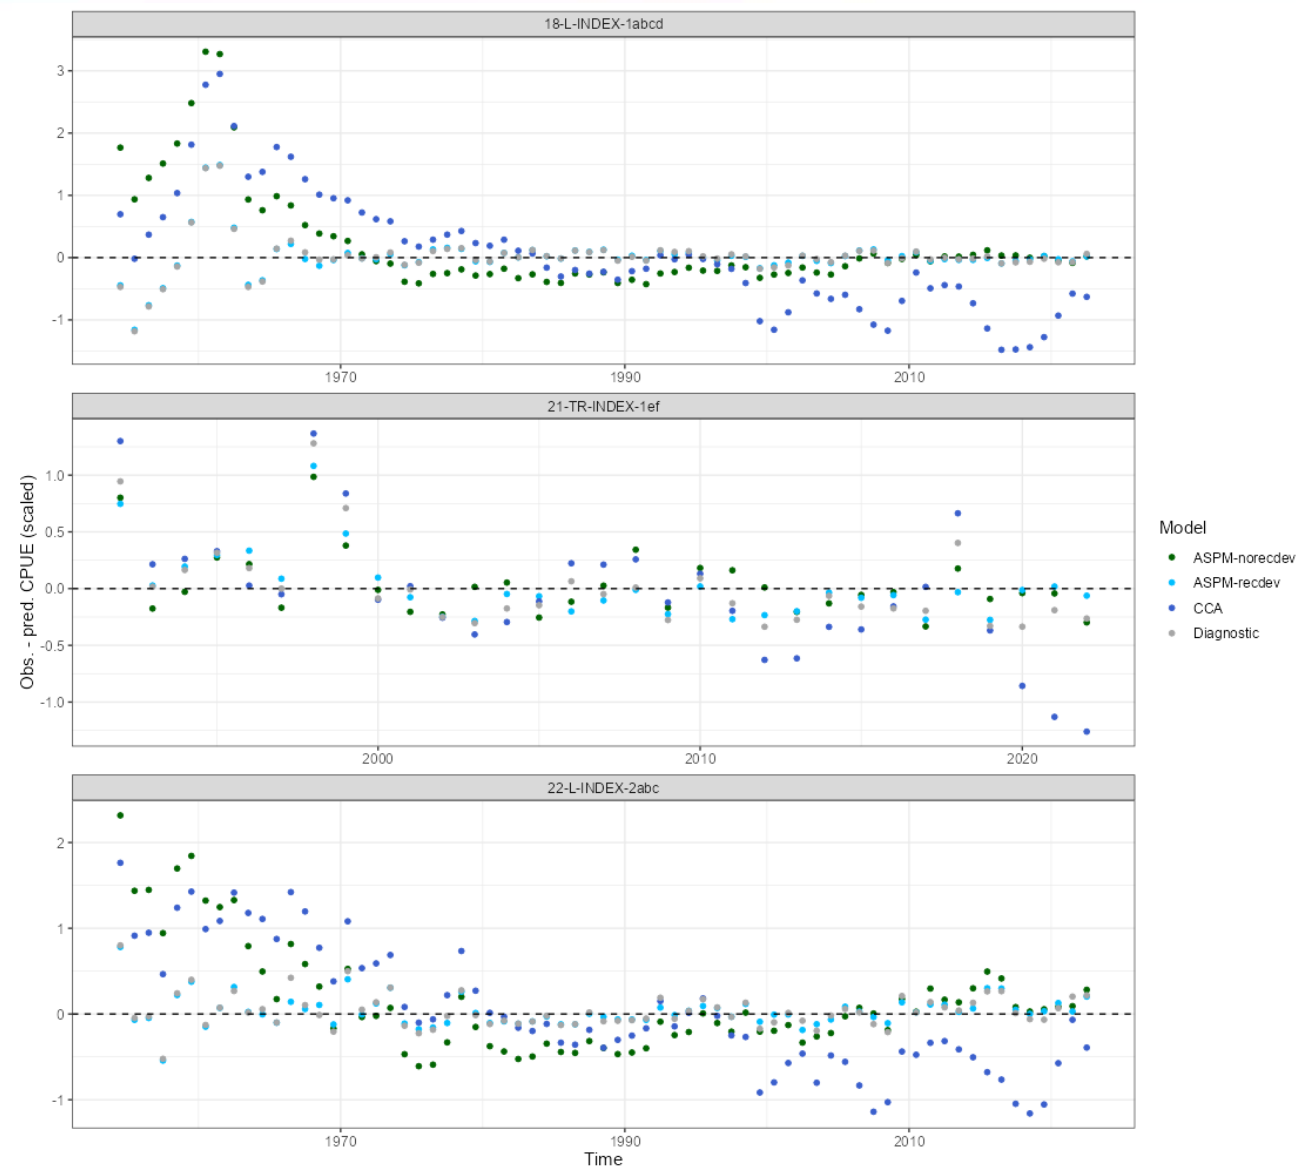 18-L-INDEX-1abcd
3
2
1
0
-1
1970 1990 2010
21-TR-INDEX-1ef
1.0
0.5
0.0
-0.5
-1.0
2000 2010 2020
Obs. - pred. CPUE (scaled)
22-L-INDEX-2abc
2
1
0
-1
1970 1990 2010
Time
Model
ASPM-norecdev
ASPM-recdev
CCA
Diagnostic